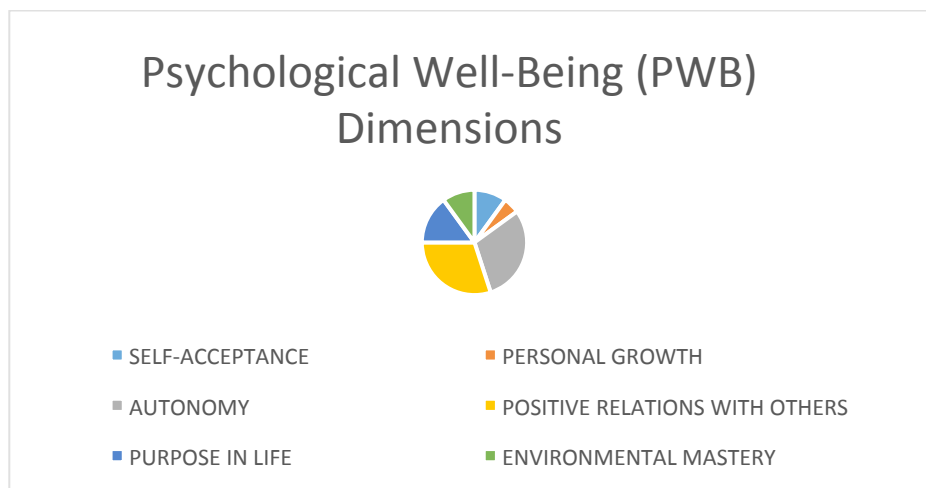 Psychological Well-Being (PWB)
Dimensions
SELF-ACCEPTANCE
PERSONAL GROWTH
AUTONOMY
POSITIVE RELATIONS WITH OTHERS
PURPOSE IN LIFE
ENVIRONMENTAL MASTERY